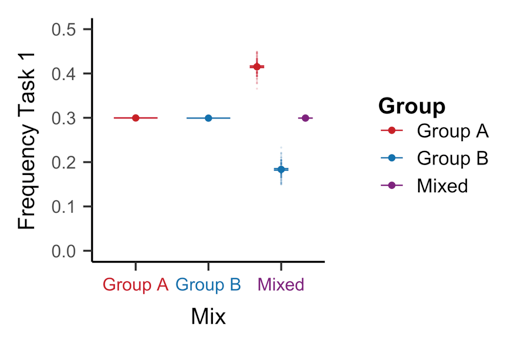 Frequency Task 1
0.5
0.4
0.3
0.2
0.1
0.0
Group A Group B Mixed
Mix
Group
Group A
Group B
Mixed